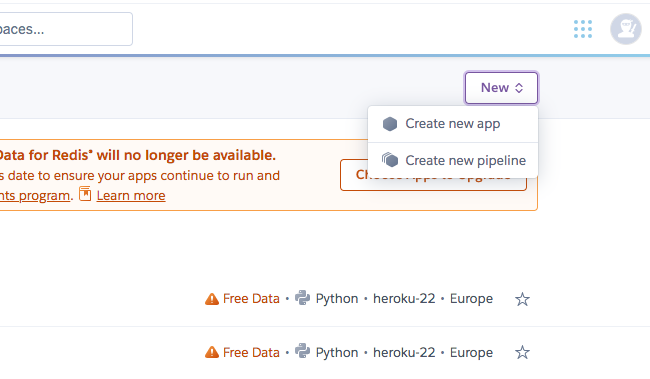 paces...
New
Create new app
Create new pipeline
Data for Redis* will no longer be available.
s date to ensure your apps continue to run and
nts program. Learn more
Choose Apps to Upgrade
Free Data • Python • heroku-22 • Europe
Free Data • Python • heroku-22 • Europe